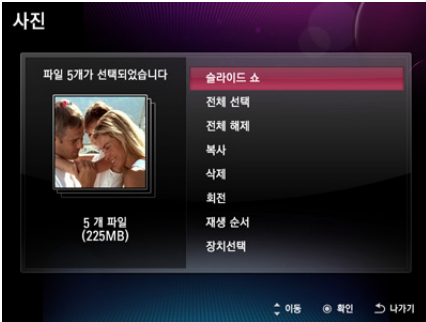 사진
파일 5개가 선택되었습니다
5 개 파일
(225MB)
슬라이드 쇼
전체 선택
전체 해제
복사
삭제
회전
재생 순서
장치선택
이동 확인 나가기